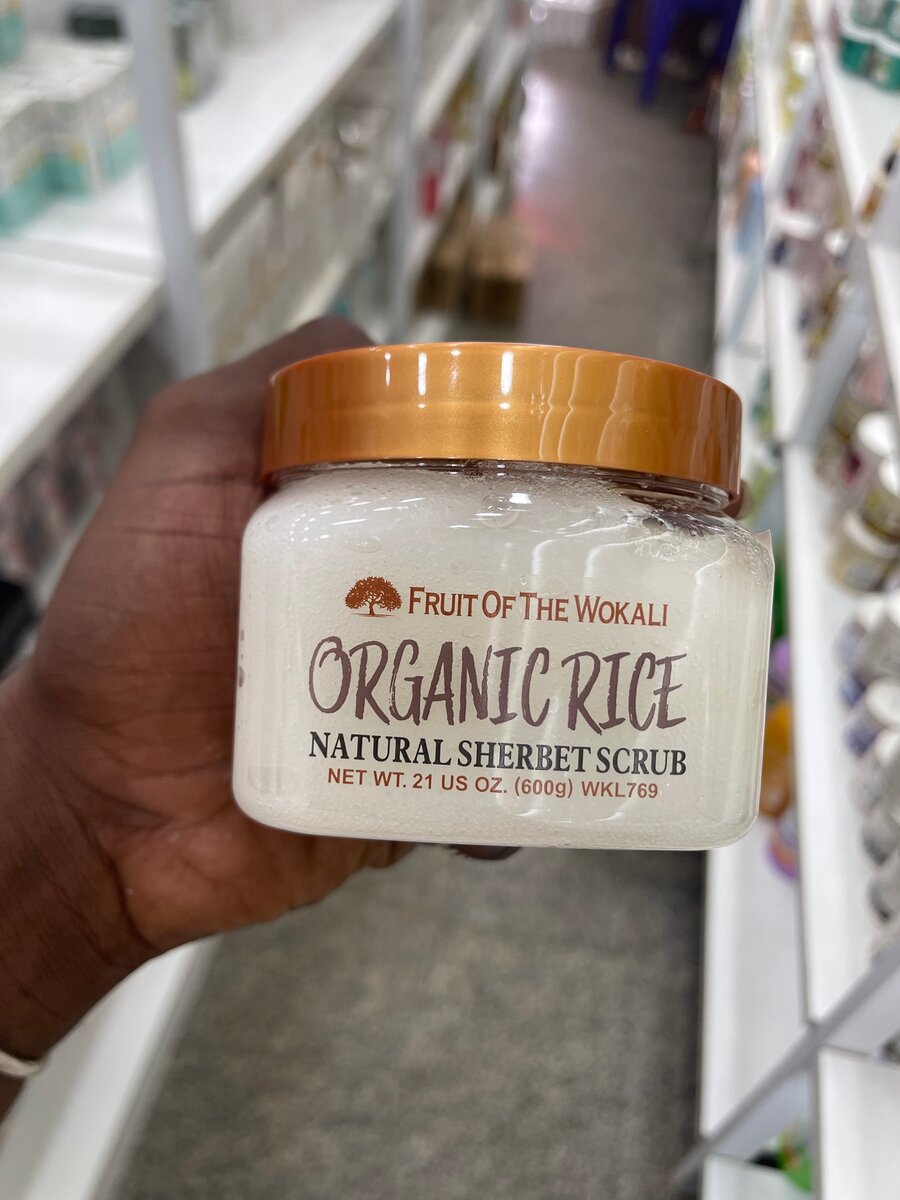 FRUIT OF THE WOKALI
ORGANIC RICE
NATURAL SHERBET SCRUB
NET WT. 21 US OZ. (600g) WKL769